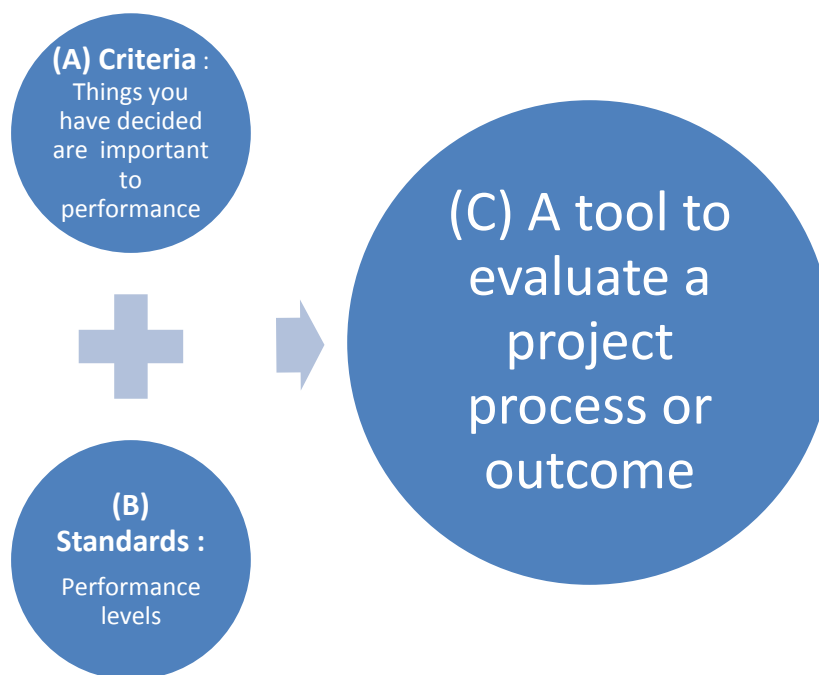 (A) Criteria :
Things you
have decided
are important
to
performance
(B)
Standards :
Performance
levels
(C) A tool to
evaluate a
project
process or
outcome